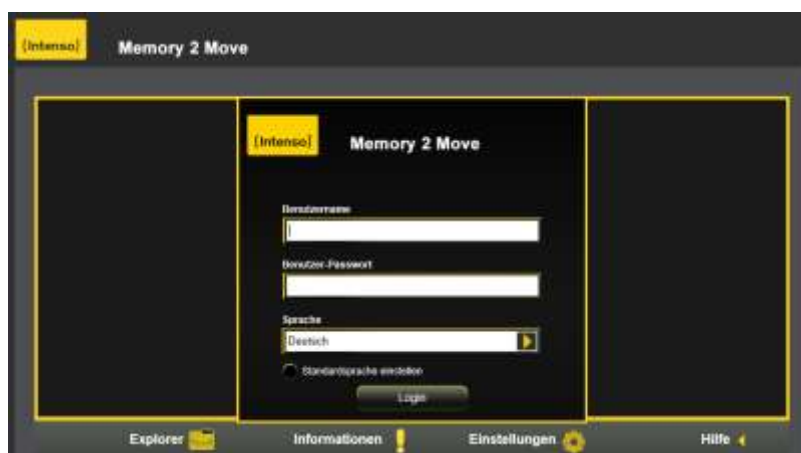 (Intenso) Memory 2 Move
(Intenso) Memory 2 Move
Benutzername
Benutzer-Passwort
Sprache
Deutsch
Standardsprache einstellen
Login
Explorer Informationen Einstellungen Hilfe